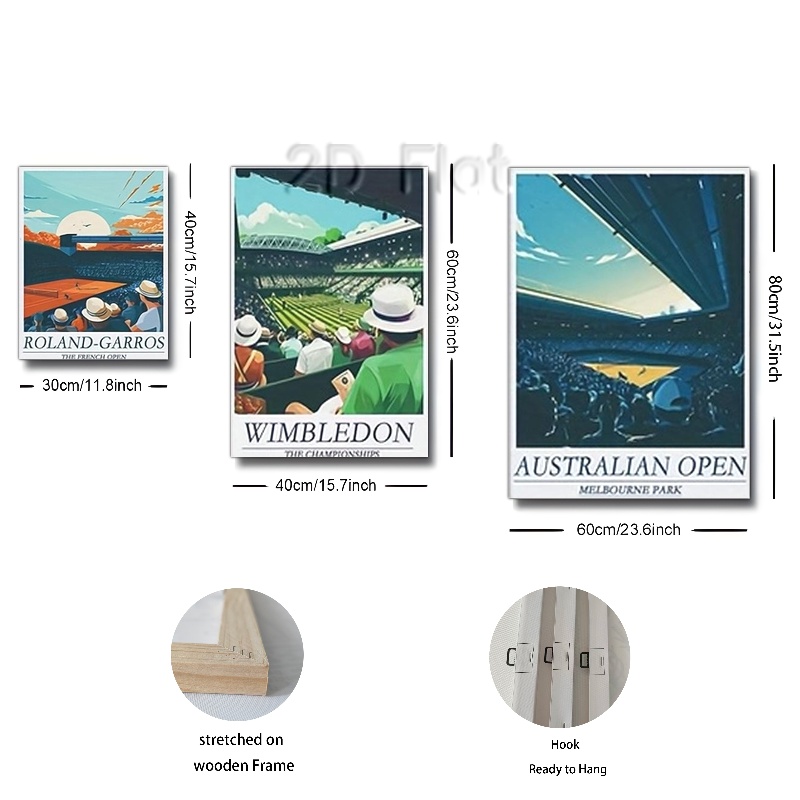 2D Flat
40cm/15.7inch
60cm/23.6inch
80cm/31.5inch
ROLAND-GARROS
THE FRENCH OPEN
30cm/11.8inch
WIMBLEDON
THE CHAMPIONSHIPS
40cm/15.7inch
AUSTRALIAN OPEN
MELBOURNE PARK
60cm/23.6inch
stretched on
wooden Frame
Hook
Ready to Hang